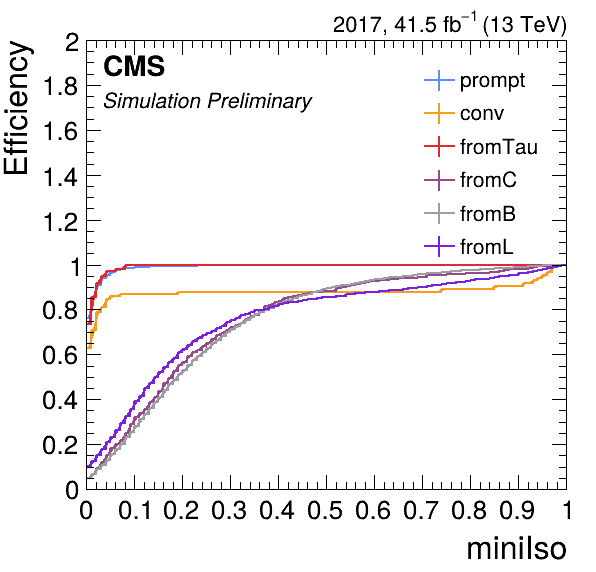 2017, 41.5 fb⁻¹ (13 TeV)
Efficiency
2
1.8
1.6
1.4
1.2
1
0.8
0.6
0.4
0.2
0
CMS
Simulation Preliminary
prompt
conv
fromTau
fromC
fromB
fromL
0 0.1 0.2 0.3 0.4 0.5 0.6 0.7 0.8 0.9 1
miniIso